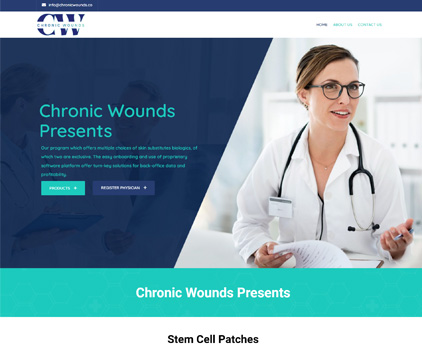 info@chronicwounds.co
CW
CHRONIC WOUNDS
HOME ABOUT US CONTACT US
Chronic Wounds
Presents
Our program which offers multiple choices of skin substitutes biologics, of
which two are exclusive. The easy onboarding and use of proprietary
software platform offer turn-key solutions for back-office data and
profitability.
PRODUCTS + REGISTER PHYSICIAN +
Chronic Wounds Presents
Stem Cell Patches